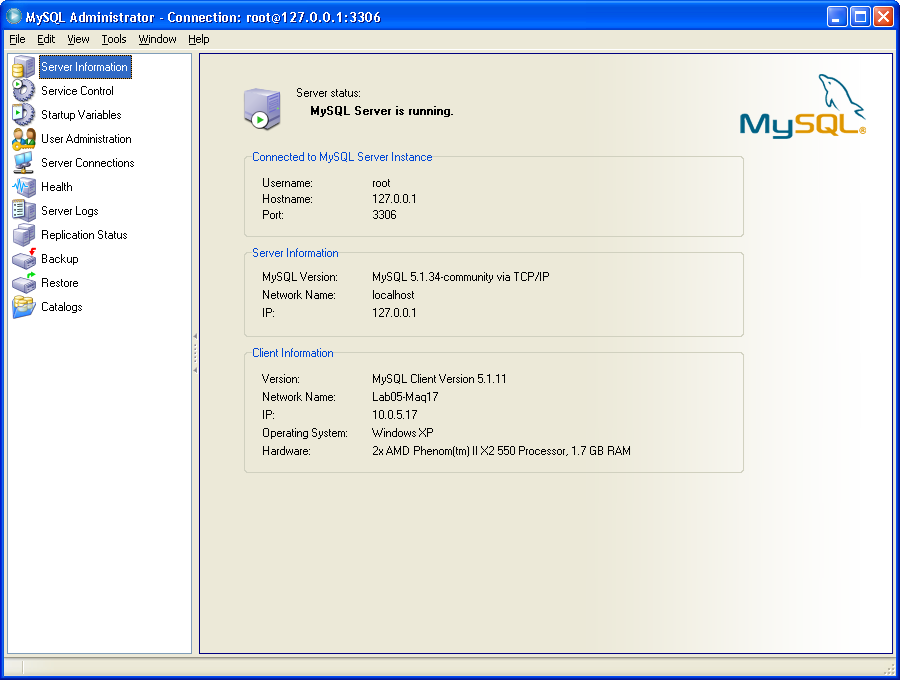 MySQL Administrator - Connection: root@127.0.0.1:3306
File Edit View Tools Window Help
Server Information
Service Control
Startup Variables
User Administration
Server Connections
Health
Server Logs
Replication Status
Backup
Restore
Catalogs
Server status:
MySQL Server is running.
MySQL®
Connected to MySQL Server Instance
Username: root
Hostname: 127.0.0.1
Port: 3306
Server Information
MySQL Version: MySQL 5.1.34-community via TCP/IP
Network Name: localhost
IP: 127.0.0.1
Client Information
Version: MySQL Client Version 5.1.11
Network Name: Lab05-Maq17
IP: 10.0.5.17
Operating System: Windows XP
Hardware: 2x AMD Phenom(tm) II X2 550 Processor, 1.7 GB RAM